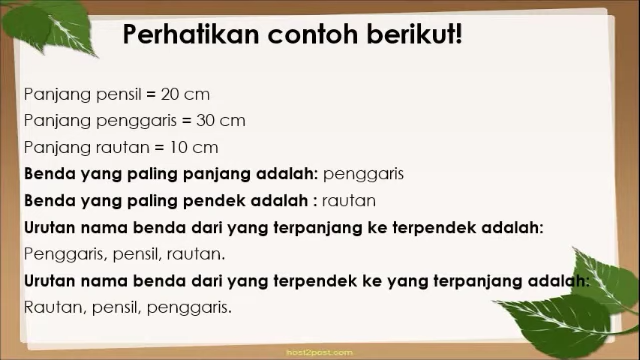 Perhatikan contoh berikut!
Panjang pensil = 20 cm
Panjang penggaris = 30 cm
Panjang rautan = 10 cm
Benda yang paling panjang adalah: penggaris
Benda yang paling pendek adalah : rautan
Urutan nama benda dari yang terpanjang ke terpendek adalah:
Penggaris, pensil, rautan.
Urutan nama benda dari yang terpendek ke yang terpanjang adalah:
Rautan, pensil, penggaris.
host2post.com